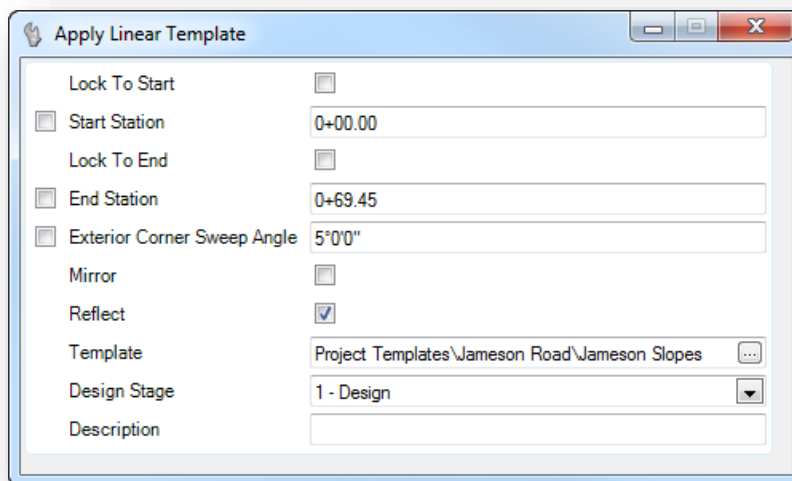 Apply Linear Template
Lock To Start
Start Station 0+00.00
Lock To End
End Station 0+69.45
Exterior Corner Sweep Angle 5°0'0"
Mirror
Reflect
Template Project Templates\Jameson Road\Jameson Slopes ...
Design Stage 1 - Design
Description